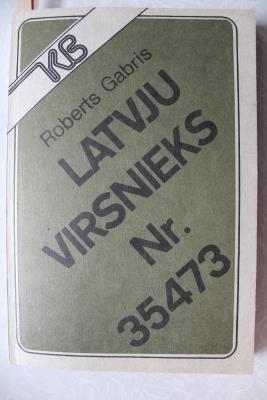 KB
Roberts Gabris
LATVJU
VIRSNIEKS
Nr.
35473